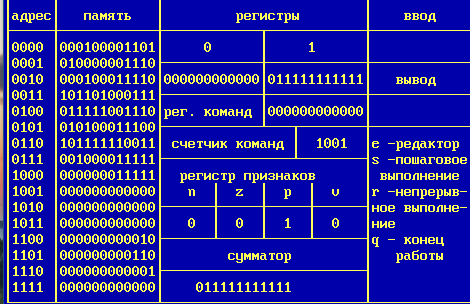 адрес память регистры ввод
0000 000100001101 0 1
0001 010000001110
0010 000100011110 000000000000 011111111111 вывод
0011 101101000111
0100 011111001110 рег. команд 000000000000
0101 010100011100
0110 101111110011 счетчик команд 1001 e -редактор
0111 001000011111 s -пошаговое
1000 000000011111 регистр признаков выполнение
1001 000000000000 n z p v r -непрерыв-
1010 000000000000 ное выполне-
1011 000000000000 0 0 1 0 ние
1100 000000000010 q - конец
1101 000000000110 сумматор работы
1110 000000000001
1111 000000000000 011111111111